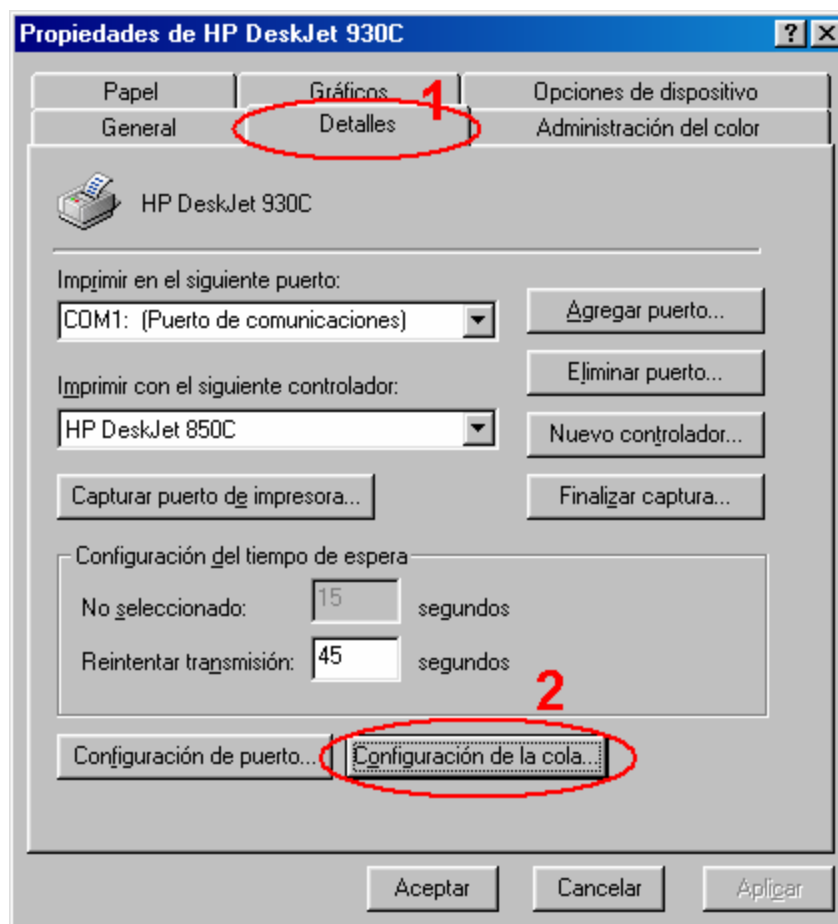 Propiedades de HP DeskJet 930C
Papel Gráficos Opciones de dispositivo
1
General Detalles Administración del color
HP DeskJet 930C
Imprimir en el siguiente puerto:
COM1: (Puerto de comunicaciones) Agregar puerto...
Eliminar puerto...
Imprimir con el siguiente controlador:
HP DeskJet 850C Nuevo controlador...
Capturar puerto de impresora... Finalizar captura...
Configuración del tiempo de espera
No seleccionado: 15 segundos
Reintentar transmisión: 45 segundos
2
Configuración de puerto... Configuración de la cola...
Aceptar Cancelar Aplicar